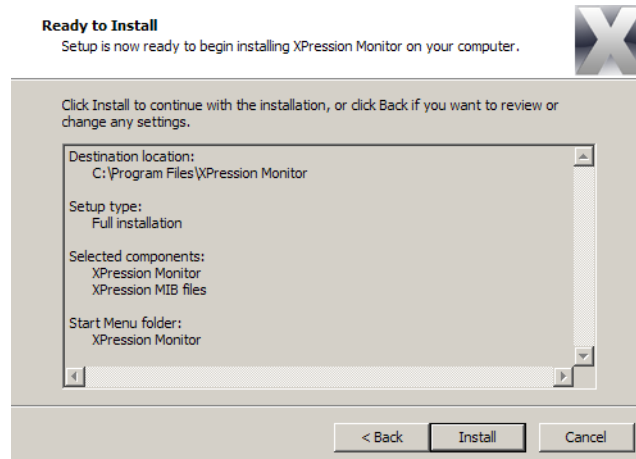 Ready to Install
Setup is now ready to begin installing XPression Monitor on your computer.
Click Install to continue with the installation, or click Back if you want to review or
change any settings.
Destination location:
C:\Program Files\XPression Monitor
Setup type:
Full installation
Selected components:
XPression Monitor
XPression MIB files
Start Menu folder:
XPression Monitor
< Back
Install
Cancel